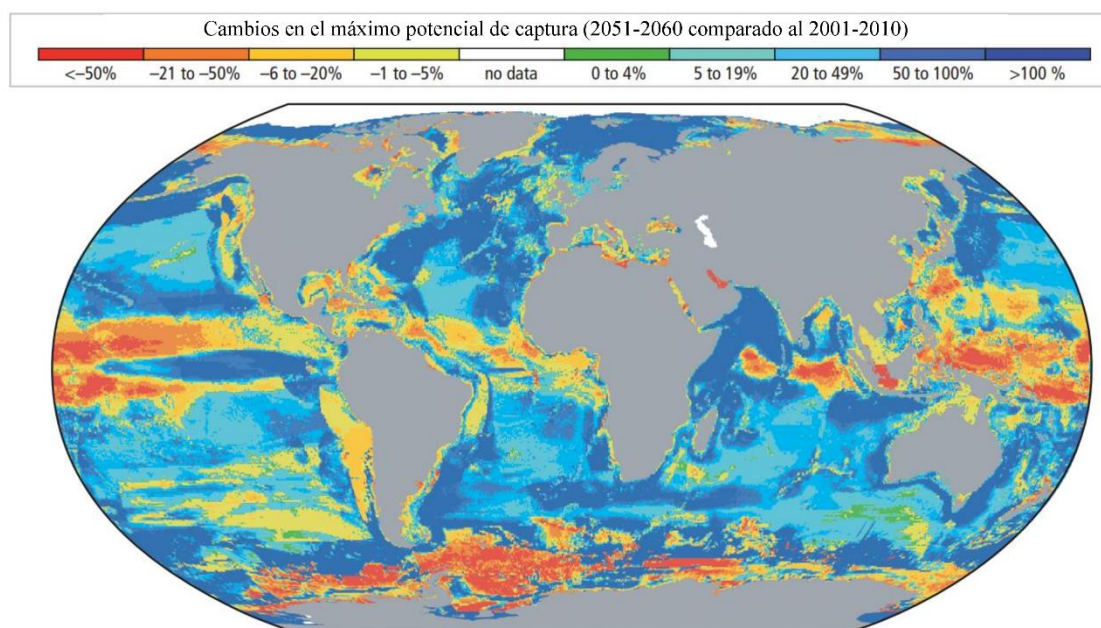 Cambios en el máximo potencial de captura (2051-2060 comparado al 2001-2010)
<–50% –21 to –50% –6 to –20% –1 to –5% no data 0 to 4% 5 to 19% 20 to 49% 50 to 100% >100 %